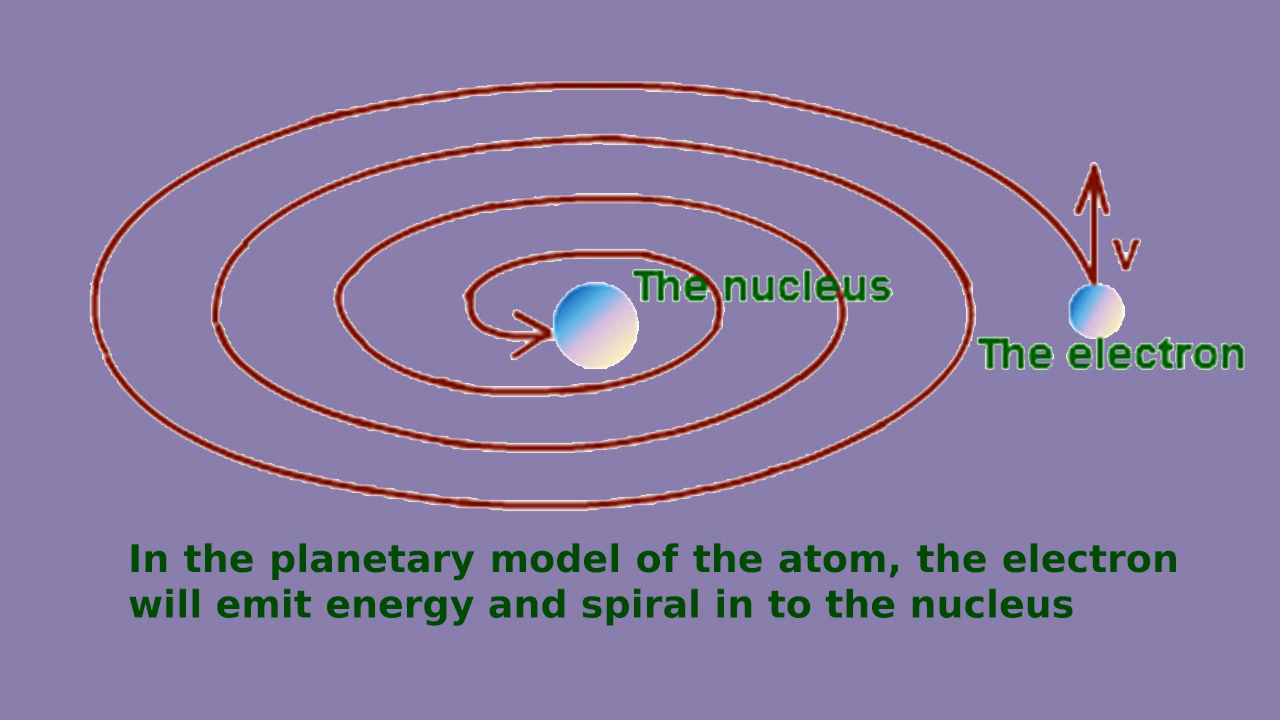 V
The nucleus
The electron
In the planetary model of the atom, the electron
will emit energy and spiral in to the nucleus